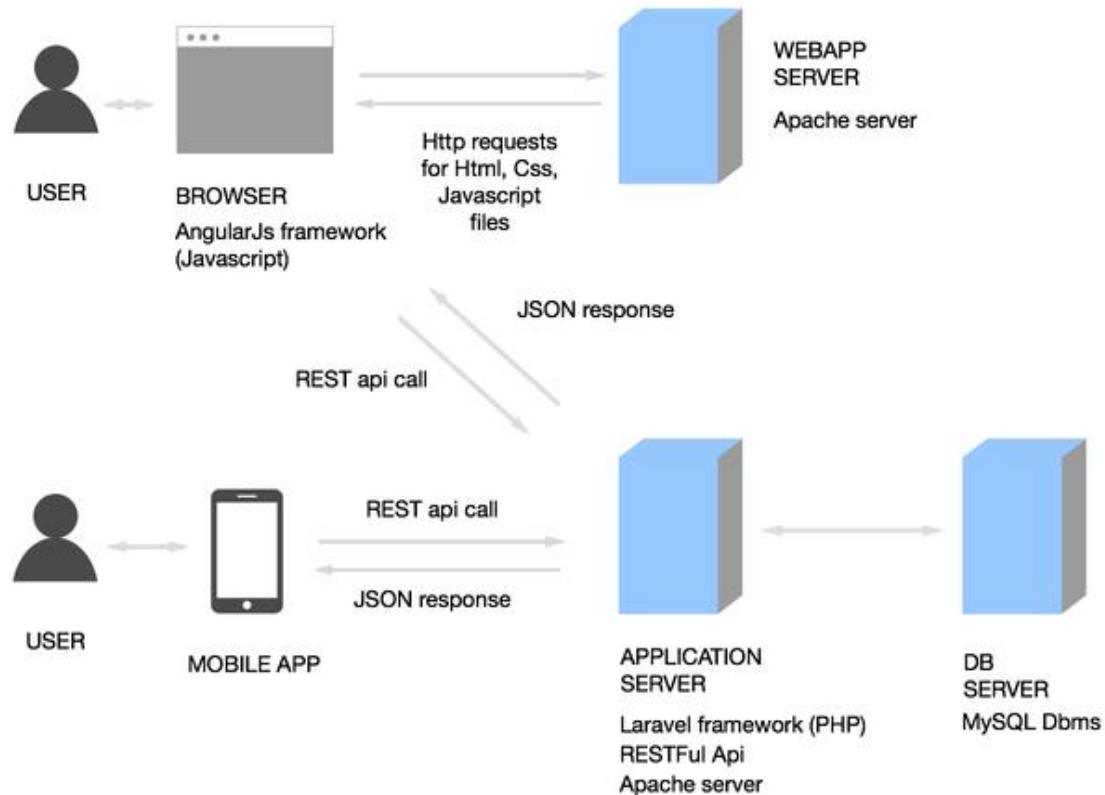 WEBAPP
SERVER
Apache server
Http requests
for Html, Css,
Javascript
files
USER
BROWSER
AngularJs framework
(Javascript)
JSON response
REST api call
REST api call
JSON response
USER
MOBILE APP
APPLICATION
SERVER
Laravel framework (PHP)
RESTFul Api
Apache server
DB
SERVER
MySQL Dbms